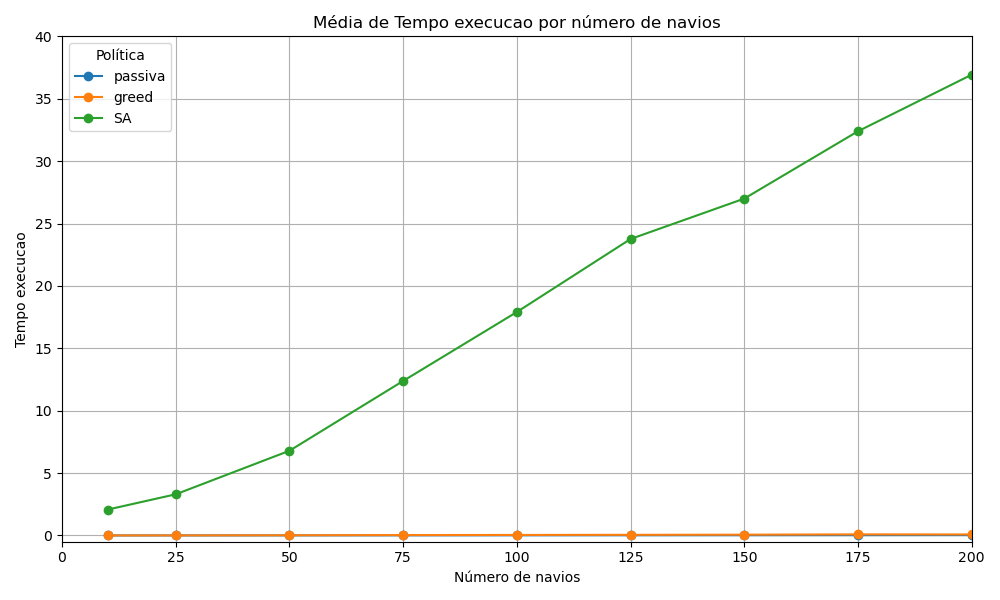 Média de Tempo execucao por número de navios
Política
passiva
greed
SA
Tempo execucao
40
35
30
25
20
15
10
5
0
0 25 50 75 100 125 150 175 200
Número de navios